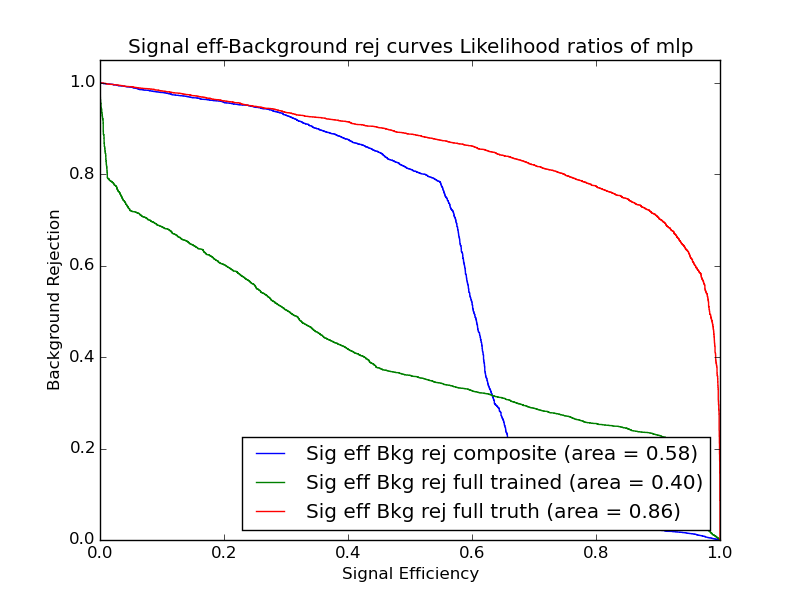 Signal eff-Background rej curves Likelihood ratios of mlp
1.0
0.8
0.6
0.4
0.2
0.0
Background Rejection
Sig eff Bkg rej composite (area = 0.58)
Sig eff Bkg rej full trained (area = 0.40)
Sig eff Bkg rej full truth (area = 0.86)
0.0 0.2 0.4 0.6 0.8 1.0
Signal Efficiency